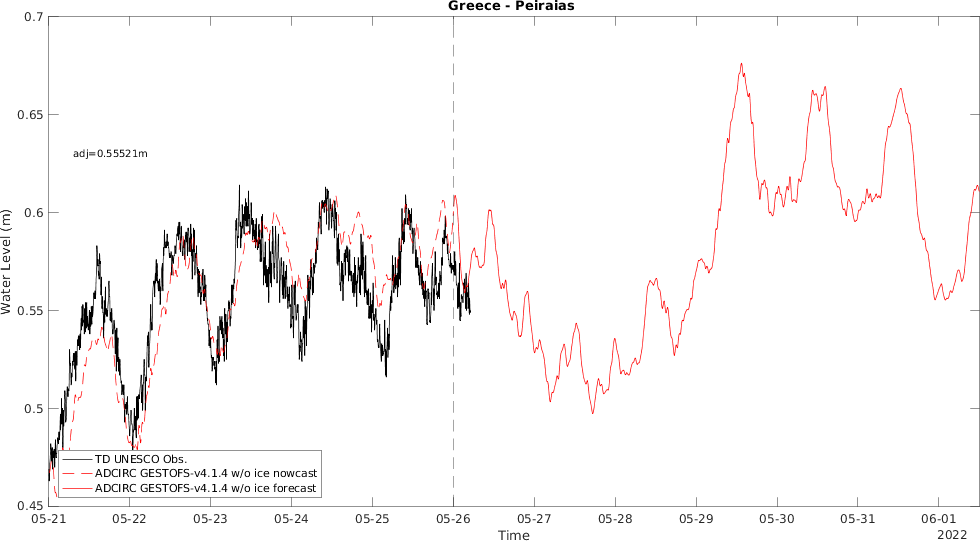 Greece - Peiraias
0.7
0.65
0.6
0.55
0.5
0.45
Water Level (m)
adj=0.55521m
TD UNESCO Obs.
ADCIRC GESTOFS-v4.1.4 w/o ice nowcast
ADCIRC GESTOFS-v4.1.4 w/o ice forecast
05-21 05-22 05-23 05-24 05-25 05-26 05-27 05-28 05-29 05-30 05-31 06-01
Time
2022